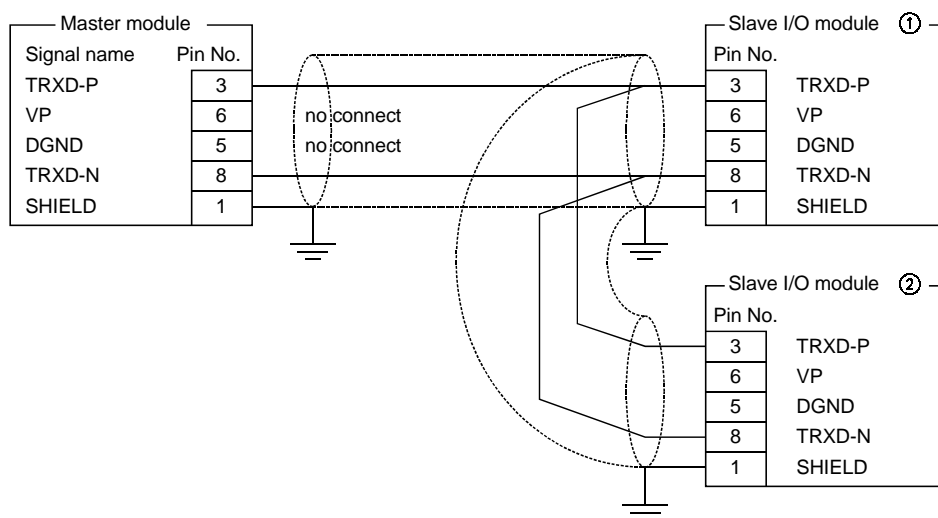 Master module
Signal name Pin No.
TRXD-P 3
VP 6 no connect
DGND 5 no connect
TRXD-N 8
SHIELD 1
Slave I/O module ①
Pin No.
3 TRXD-P
6 VP
5 DGND
8 TRXD-N
1 SHIELD
Slave I/O module ②
Pin No.
3 TRXD-P
6 VP
5 DGND
8 TRXD-N
1 SHIELD